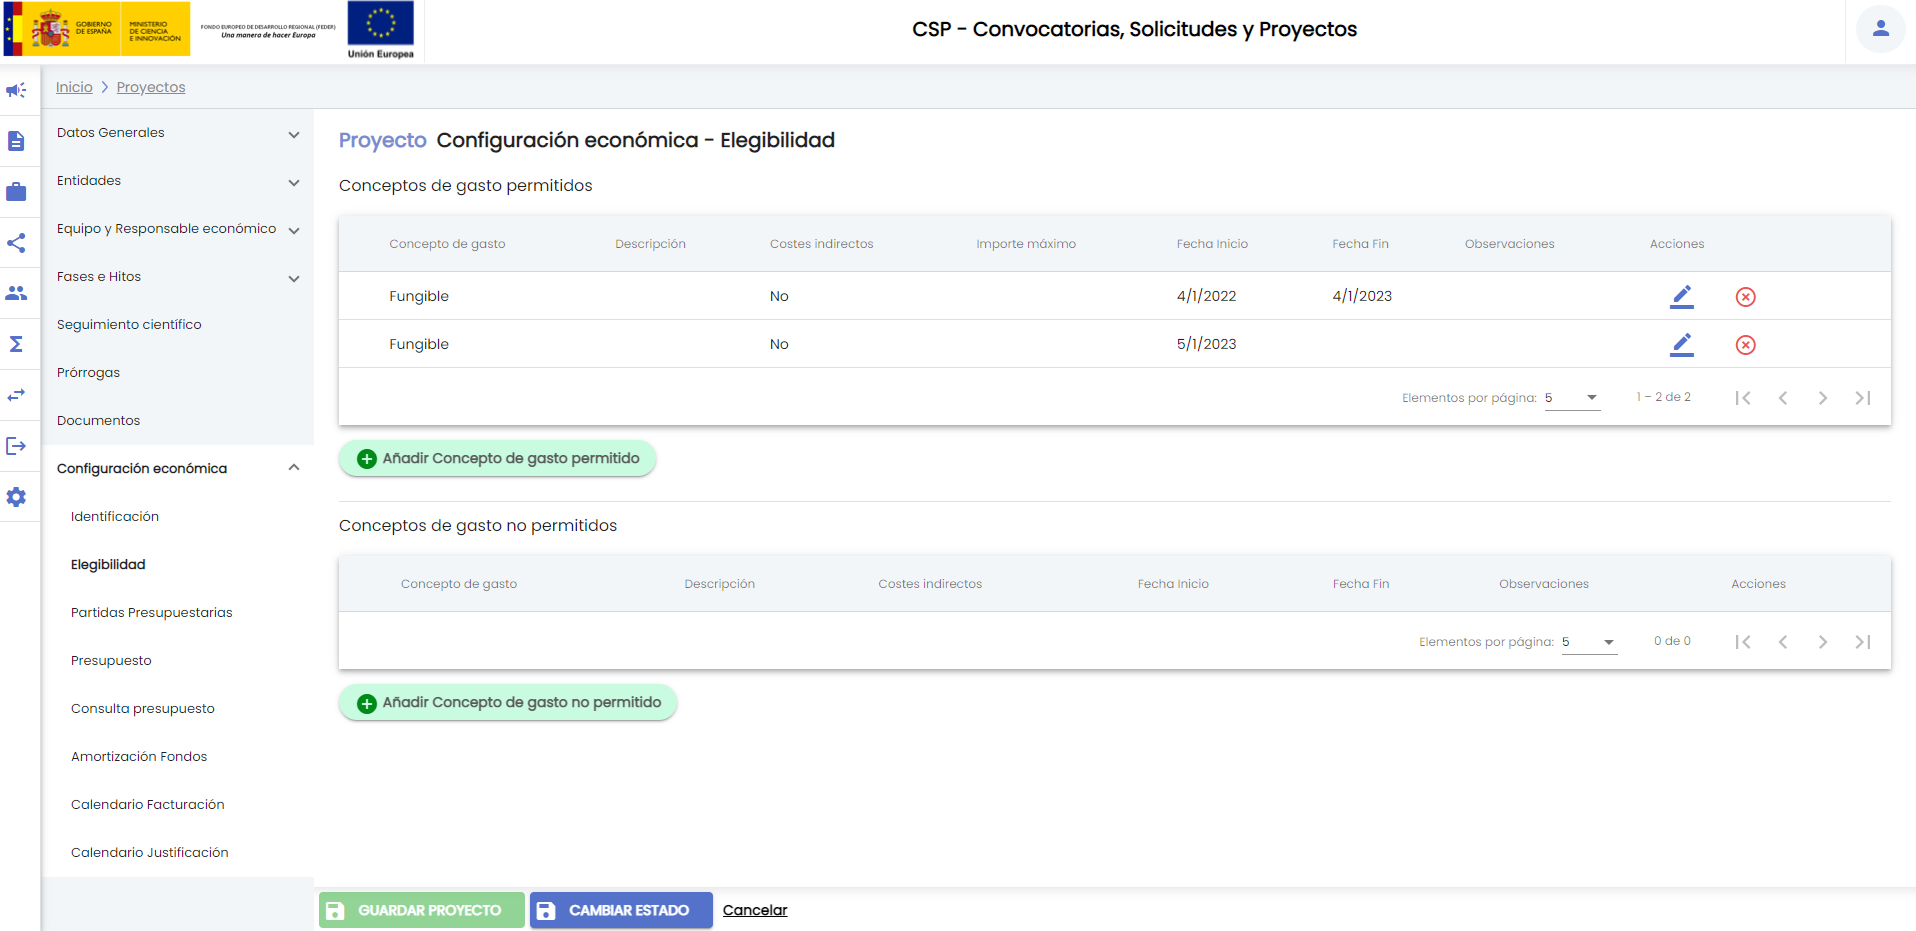 GOBIERNO
DE ESPAÑA
MINISTERIO
DE CIENCIA
E INNOVACIÓN
FONDO EUROPEO DE DESARROLLO REGIONAL (FEDER)
Una manera de hacer Europa
Unión Europea
CSP - Convocatorias, Solicitudes y Proyectos
Inicio > Proyectos
Datos Generales
Entidades
Equipo y Responsable económico
Fases e Hitos
Seguimiento científico
Prórrogas
Documentos
Configuración económica
Identificación
Elegibilidad
Partidas Presupuestarias
Presupuesto
Consulta presupuesto
Amortización Fondos
Calendario Facturación
Calendario Justificación
Proyecto Configuración económica - Elegibilidad
Conceptos de gasto permitidos
Concepto de gasto Descripción Costes indirectos Importe máximo Fecha Inicio Fecha Fin Observaciones Acciones
Fungible No 4/1/2022 4/1/2023
Fungible No 5/1/2023
Elementos por página: 5 1 – 2 de 2
Añadir Concepto de gasto permitido
Conceptos de gasto no permitidos
Concepto de gasto Descripción Costes indirectos Fecha Inicio Fecha Fin Observaciones Acciones
Elementos por página: 5 0 de 0
Añadir Concepto de gasto no permitido
GUARDAR PROYECTO CAMBIAR ESTADO Cancelar